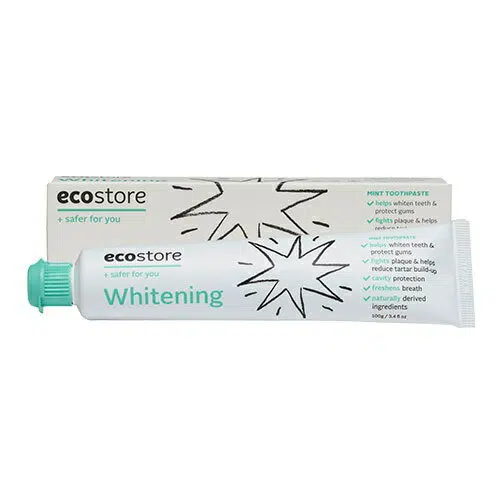 Whitening
ecostore
+ safer for you
MINT TOOTHPASTE
helps whiten teeth &
protect gums
fights plaque & helps
ecostore
+ safer for you
Whitening
helps whiten teeth &
protect gums
fights plaque & helps
reduce tartar build-up
cavity protection
freshens breath
naturally derived
ingredients
100g / 3.4 fl oz